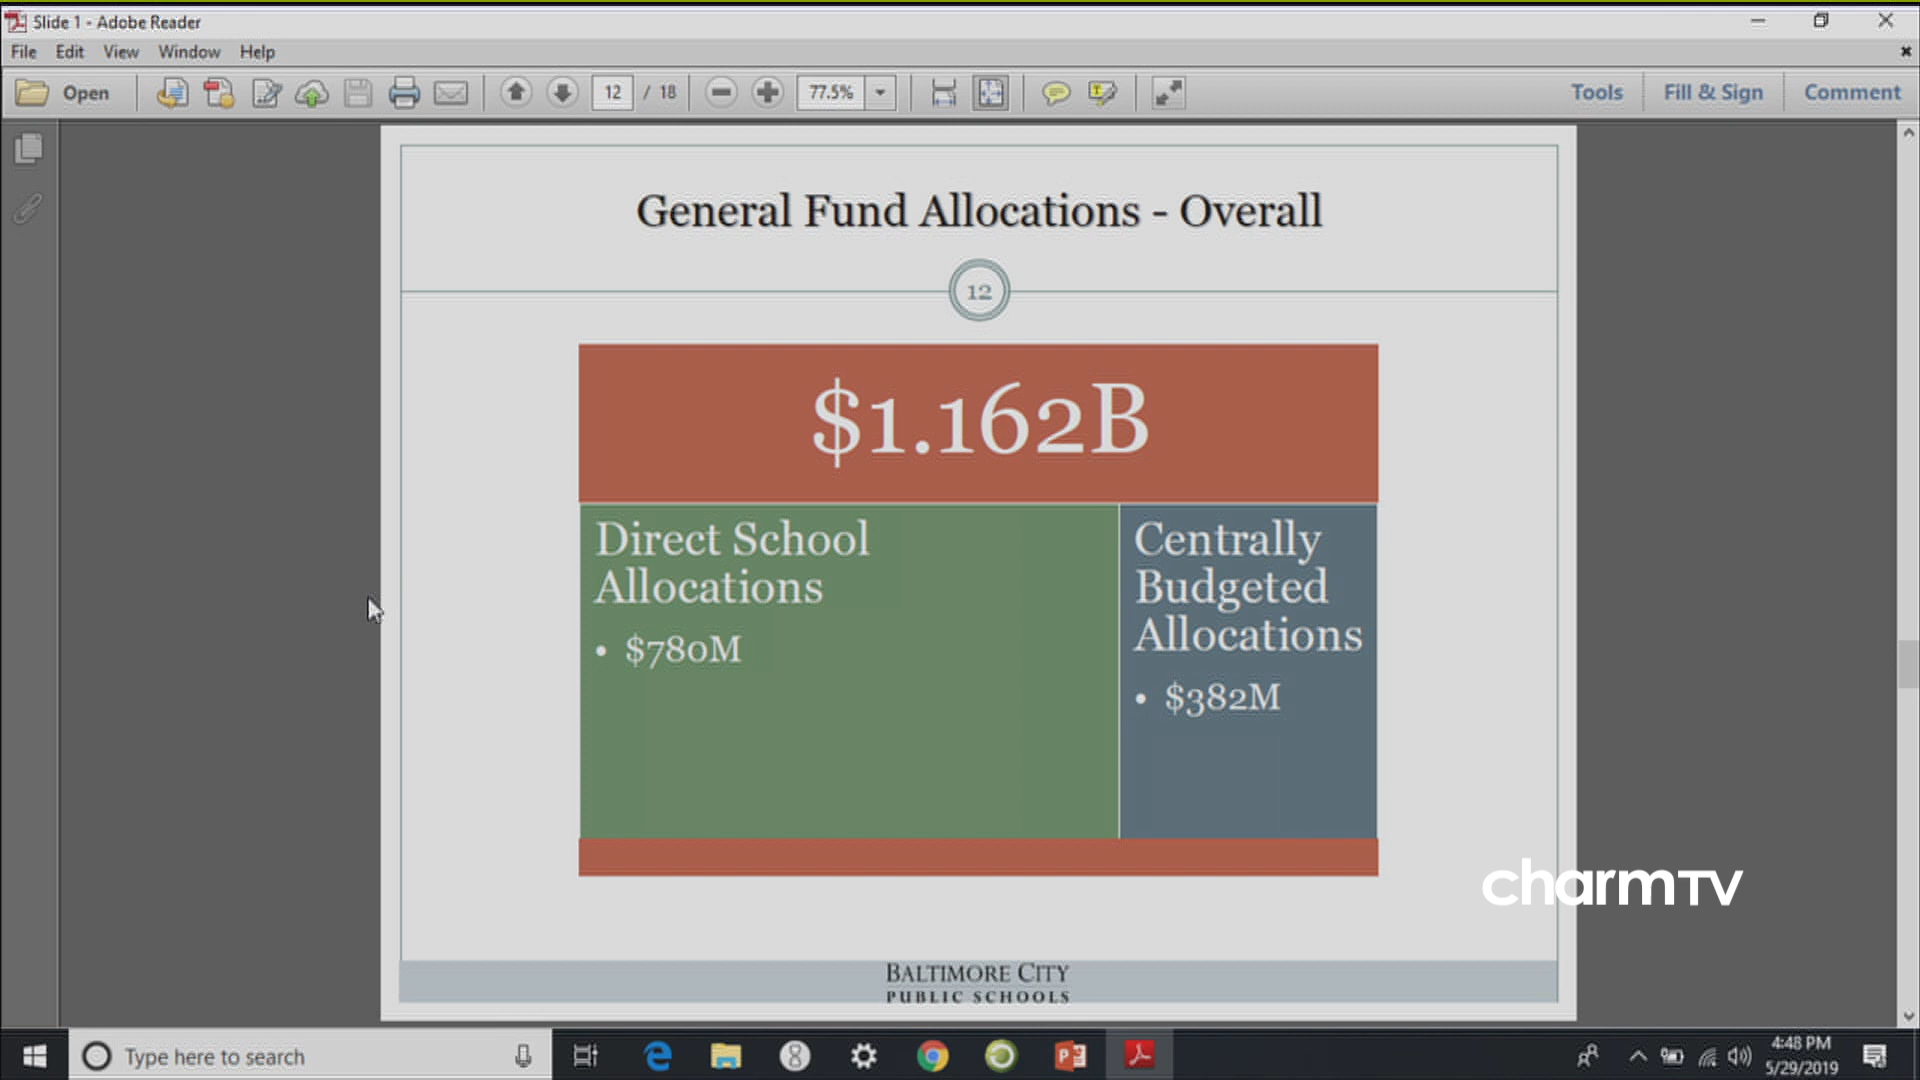 Slide 1 - Adobe Reader
File Edit View Window Help
Open 12 / 18 77.5% Tools Fill & Sign Comment
General Fund Allocations - Overall
12
$1.162B
Direct School
Allocations
• $780M
Centrally
Budgeted
Allocations
• $382M
charmTV
BALTIMORE CITY
PUBLIC SCHOOLS
Type here to search
4:48 PM
5/29/2019